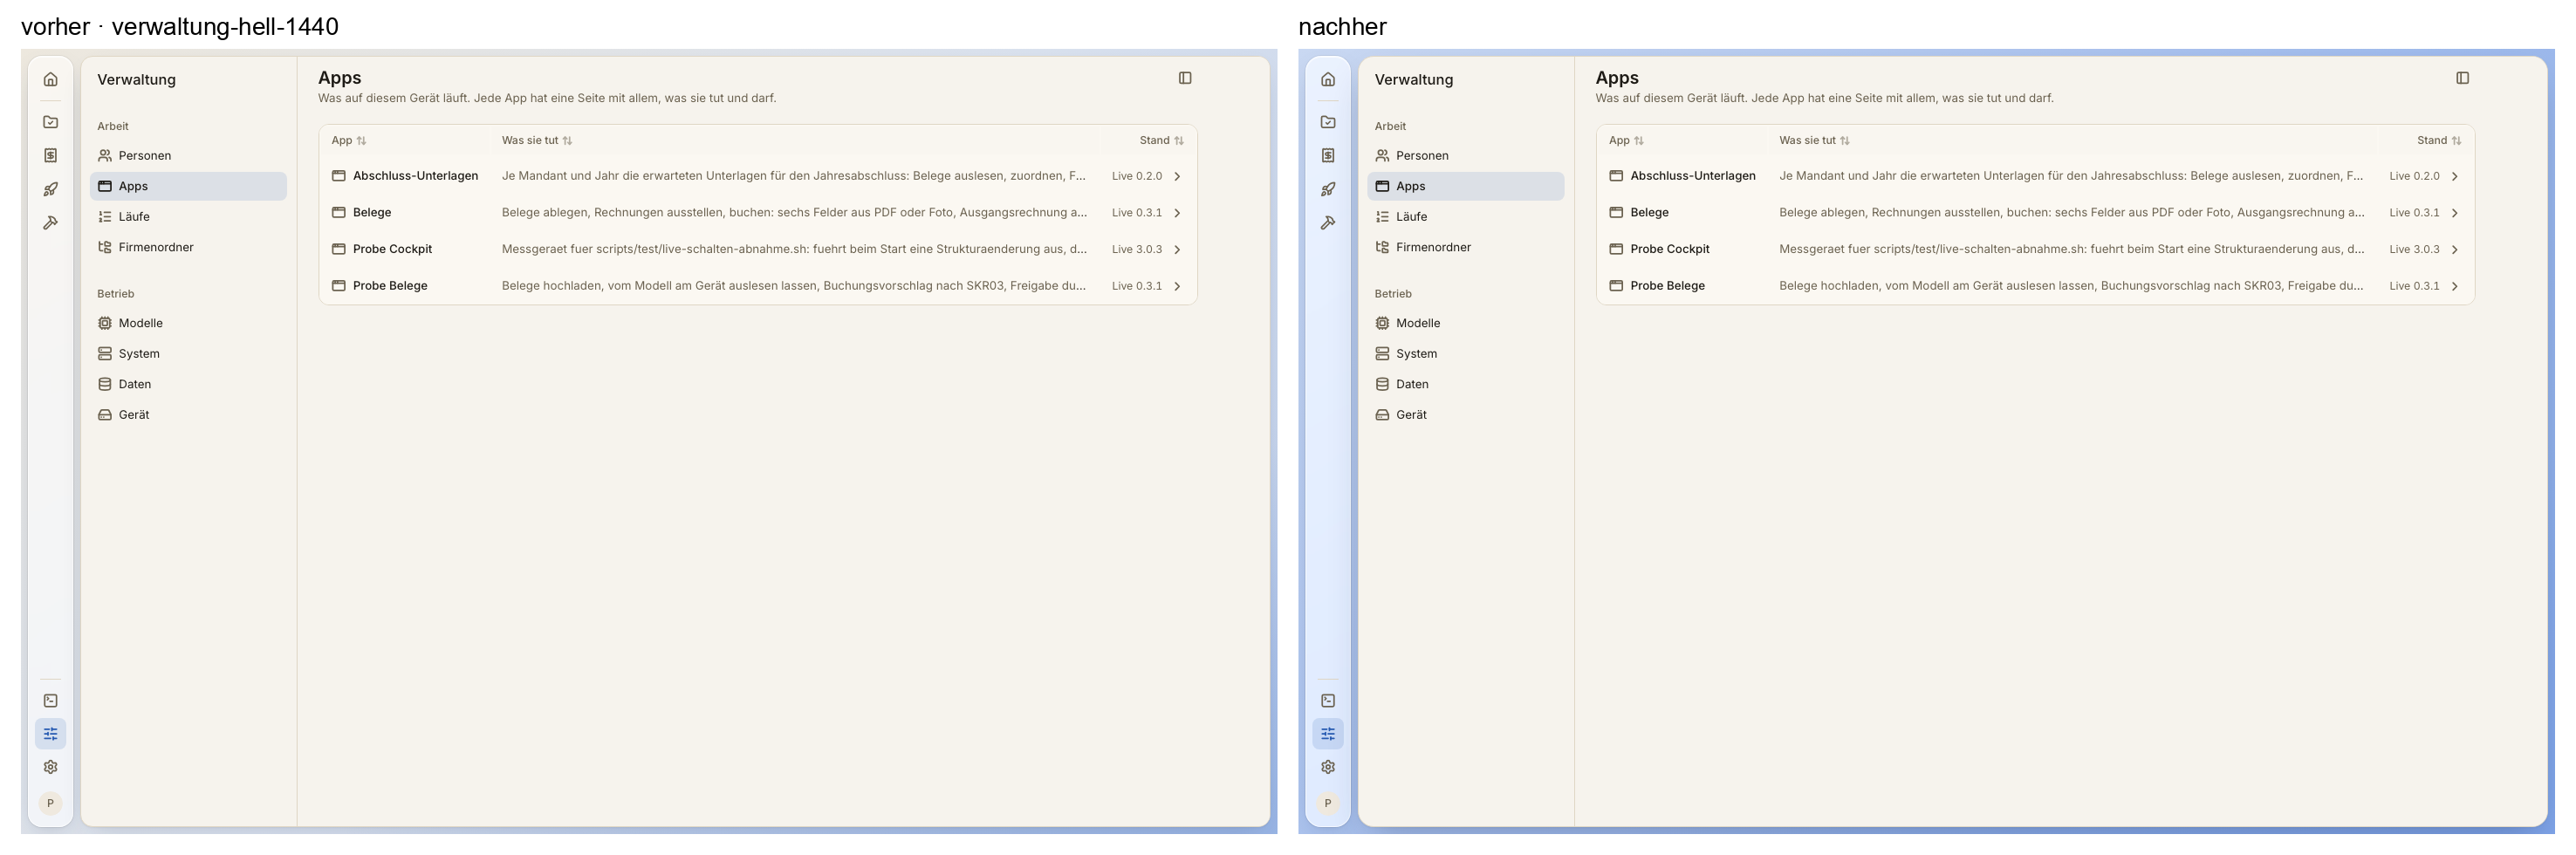 vorher · verwaltung-hell-1440
Verwaltung
Arbeit
Personen
Apps
Läufe
Firmenordner
Betrieb
Modelle
System
Daten
Gerät
P
Apps
Was auf diesem Gerät läuft. Jede App hat eine Seite mit allem, was sie tut und darf.
App Was sie tut Stand
Abschluss-Unterlagen Je Mandant und Jahr die erwarteten Unterlagen für den Jahresabschluss: Belege auslesen, zuordnen, F... Live 0.2.0
Belege Belege ablegen, Rechnungen ausstellen, buchen: sechs Felder aus PDF oder Foto, Ausgangsrechnung a... Live 0.3.1
Probe Cockpit Messgeraet fuer scripts/test/live-schalten-abnahme.sh: fuehrt beim Start eine Strukturaenderung aus, d... Live 3.0.3
Probe Belege Belege hochladen, vom Modell am Gerät auslesen lassen, Buchungsvorschlag nach SKR03, Freigabe du... Live 0.3.1
nachher
Verwaltung
Arbeit
Personen
Apps
Läufe
Firmenordner
Betrieb
Modelle
System
Daten
Gerät
P
Apps
Was auf diesem Gerät läuft. Jede App hat eine Seite mit allem, was sie tut und darf.
App Was sie tut Stand
Abschluss-Unterlagen Je Mandant und Jahr die erwarteten Unterlagen für den Jahresabschluss: Belege auslesen, zuordnen, F... Live 0.2.0
Belege Belege ablegen, Rechnungen ausstellen, buchen: sechs Felder aus PDF oder Foto, Ausgangsrechnung a... Live 0.3.1
Probe Cockpit Messgeraet fuer scripts/test/live-schalten-abnahme.sh: fuehrt beim Start eine Strukturaenderung aus, d... Live 3.0.3
Probe Belege Belege hochladen, vom Modell am Gerät auslesen lassen, Buchungsvorschlag nach SKR03, Freigabe du... Live 0.3.1